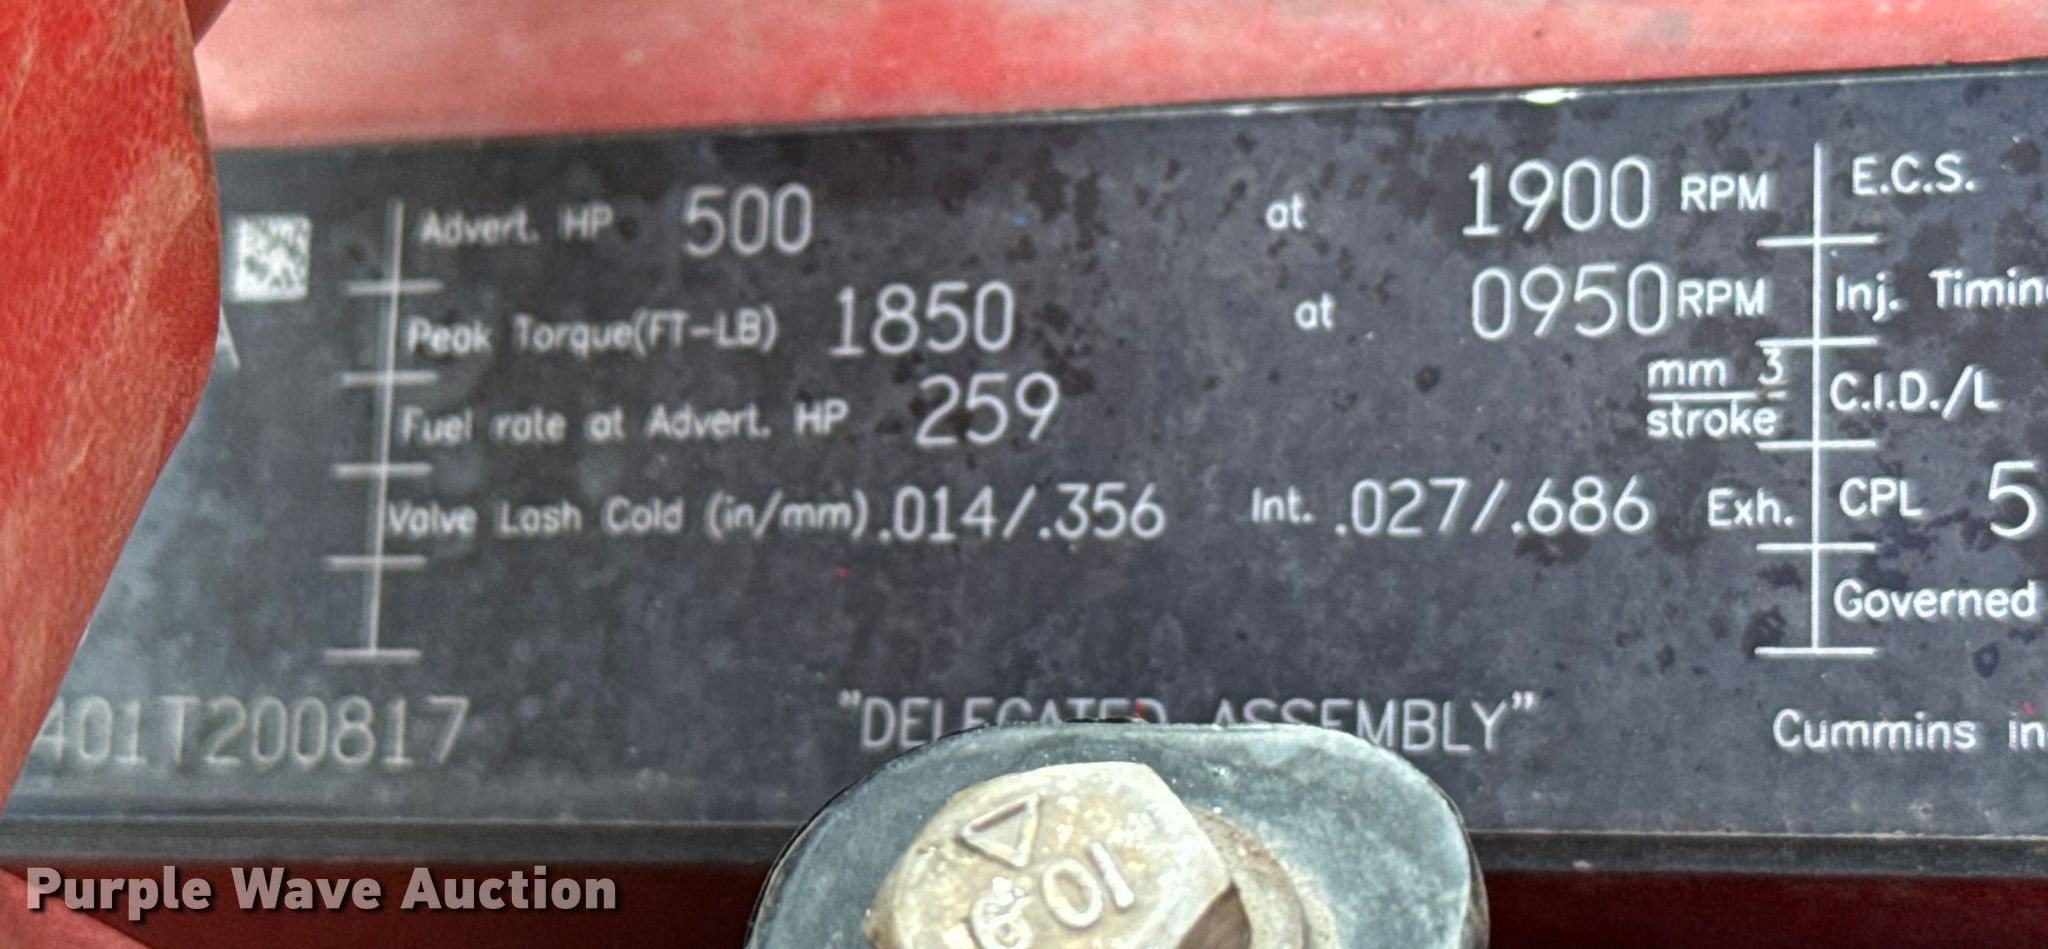 Advert. HP 500 at 1900 RPM E.C.S.
Peak Torque(FT-LB) 1850 at 0950 RPM Inj.
Fuel rate at Advert. HP 259 mm 3 stroke C.I.D./L
Valve Lash Cold (in/mm) .014/.356 Int. .027/.686 Exh. CPL 5
Governed
401T200817 "DELEGATED ASSEMBLY" Cummins
10.9
Purple Wave Auction